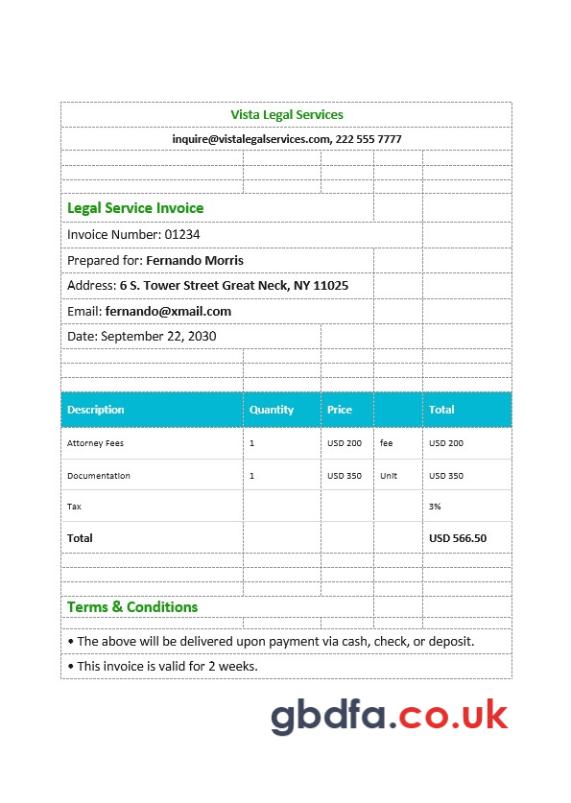 Vista Legal Services
inquire@vistalegalservices.com, 222 555 7777
Legal Service Invoice
Invoice Number: 01234
Prepared for: Fernando Morris
Address: 6 S. Tower Street Great Neck, NY 11025
Email: fernando@xmail.com
Date: September 22, 2030
Description Quantity Price Total
Attorney Fees 1 USD 200 fee USD 200
Documentation 1 USD 350 Unit USD 350
Tax 3%
Total USD 566.50
Terms & Conditions
• The above will be delivered upon payment via cash, check, or deposit.
• This invoice is valid for 2 weeks.
gbdfa.co.uk